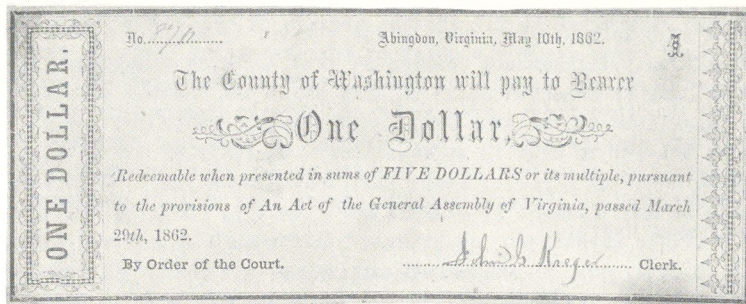 ONE DOLLAR.
No.
Abingdon, Virginia, May 10th, 1862.
1
The County of Washington will pay to Bearer
One Dollar,
Redeemable when presented in sums of FIVE DOLLARS or its multiple, pursuant
to the provisions of An Act of the General Assembly of Virginia, passed March
29th, 1862.
By Order of the Court. Kreger Clerk.